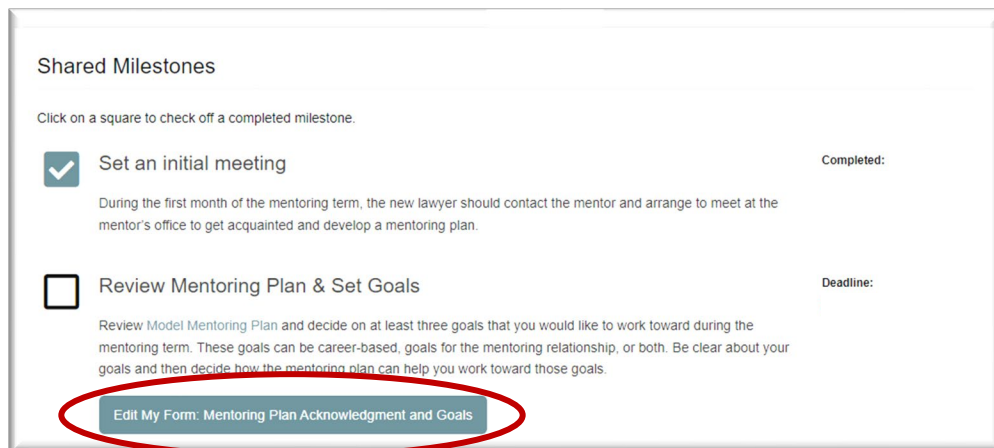 Shared Milestones
Click on a square to check off a completed milestone.
Set an initial meeting
Completed:
During the first month of the mentoring term, the new lawyer should contact the mentor and arrange to meet at the
mentor's office to get acquainted and develop a mentoring plan.
Review Mentoring Plan & Set Goals
Deadline:
Review Model Mentoring Plan and decide on at least three goals that you would like to work toward during the
mentoring term. These goals can be career-based, goals for the mentoring relationship, or both. Be clear about your
goals and then decide how the mentoring plan can help you work toward those goals.
Edit My Form: Mentoring Plan Acknowledgment and Goals